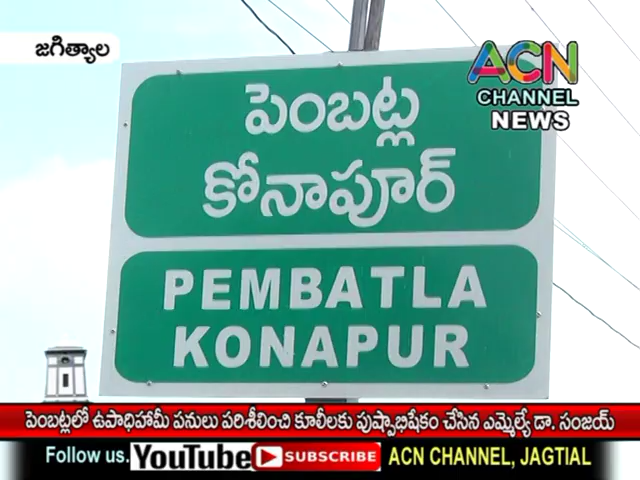 జగిత్యాల
ACN
CHANNEL
NEWS
పెంబట్ల
కోనాపూర్
PEMBATLA
KONAPUR
పెంబట్లలో ఉపాధిహామీ పనులు పరిశీలించి కూలీలకు పుష్పాభిషేకం చేసిన ఎమ్మెల్యే డా. సంజయ్
Follow us. YouTube SUBSCRIBE ACN CHANNEL, JAGTIAL